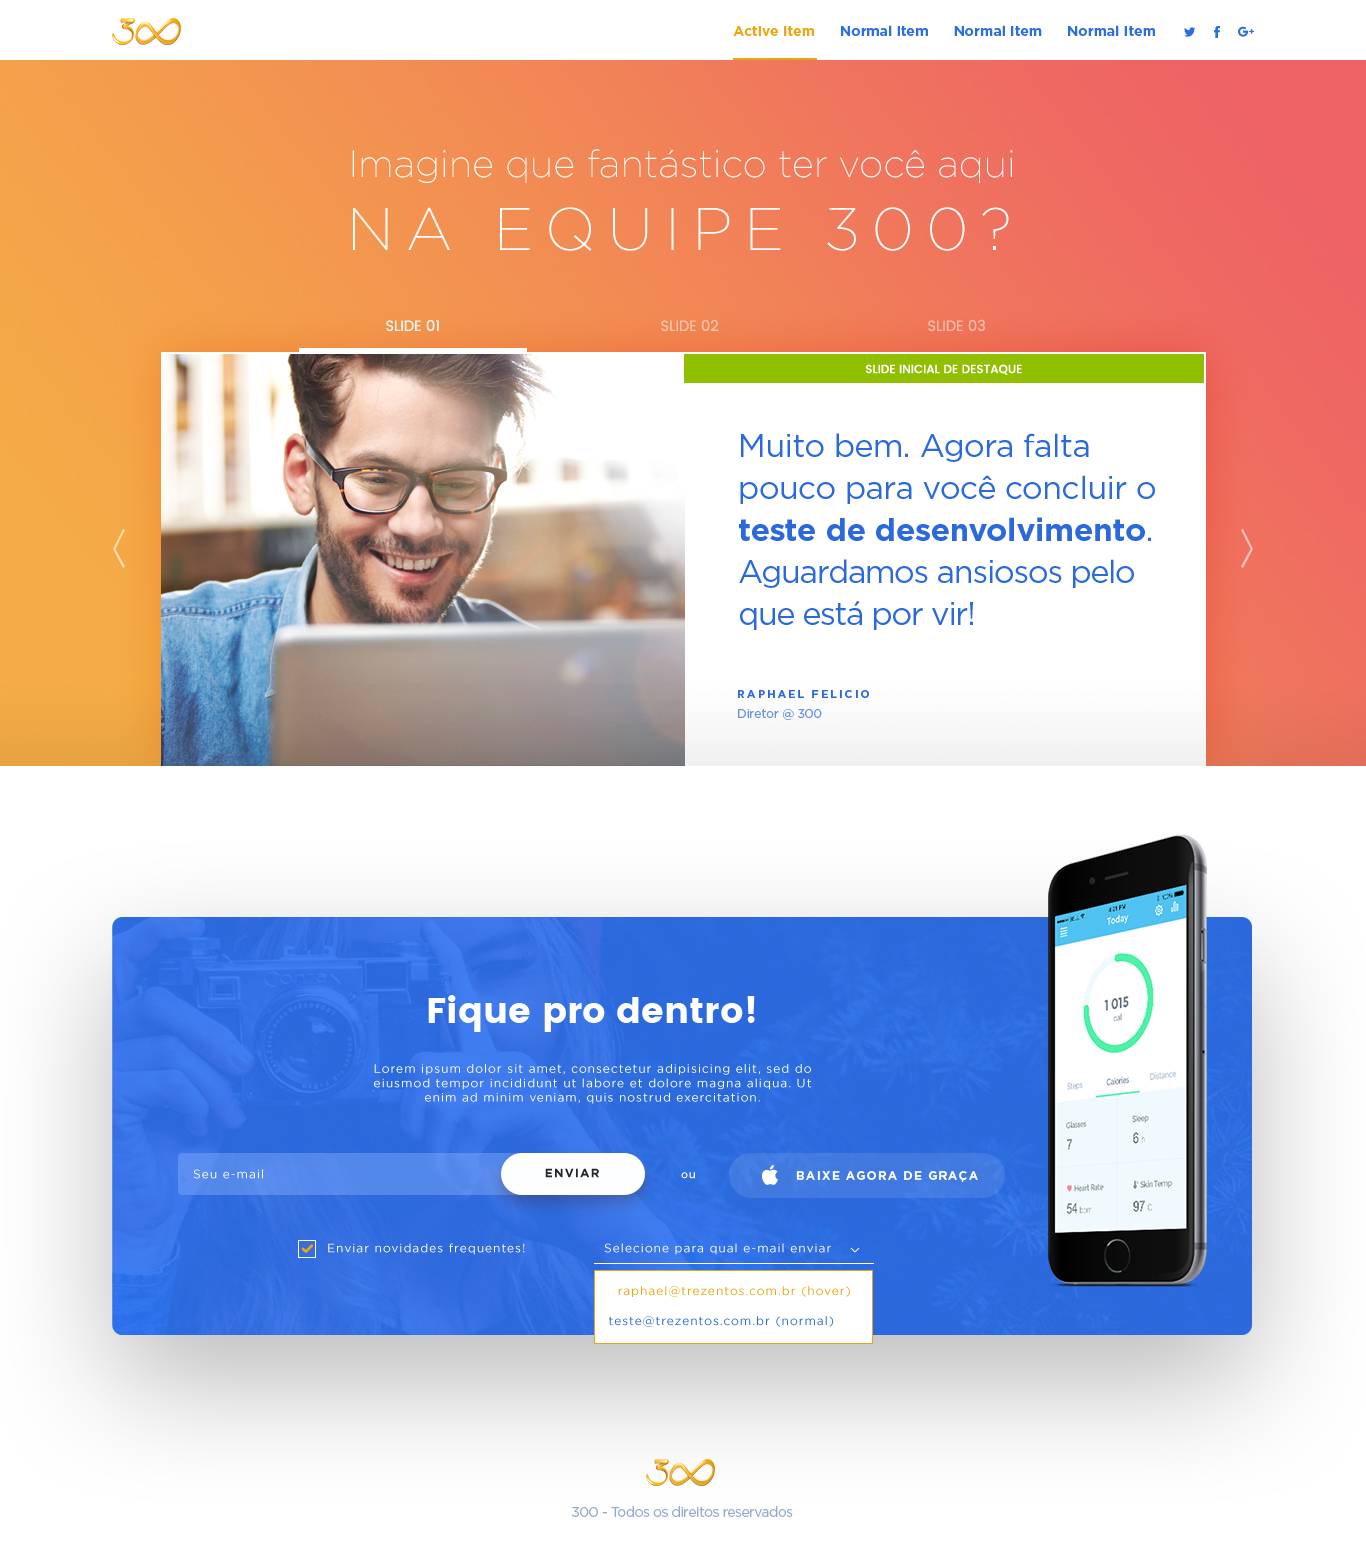 300
Active Item
Normal Item
Normal Item
Normal Item
Imagine que fantástico ter você aqui
NA EQUIPE 300?
SLIDE 01
SLIDE 02
SLIDE 03
SLIDE INICIAL DE DESTAQUE
Muito bem. Agora falta
pouco para você concluir o
teste de desenvolvimento.
Aguardamos ansiosos pelo
que está por vir!
RAPHAEL FELICIO
Diretor @ 300
Fique pro dentro!
Lorem ipsum dolor sit amet, consectetur adipisicing elit, sed do
eiusmod tempor incididunt ut labore et dolore magna aliqua. Ut
enim ad minim veniam, quis nostrud exercitation.
Seu e-mail
ENVIAR
ou
BAIXE AGORA DE GRAÇA
Enviar novidades frequentes!
Selecione para qual e-mail enviar
raphael@trezentos.com.br (hover)
teste@trezentos.com.br (normal)
4:21 PM
Today
1 015
cal
Steps
Calories
Distance
Glasses
7
Sleep
6 h
Heart Rate
54
Skin Temp
97 c
300
300 - Todos os direitos reservados